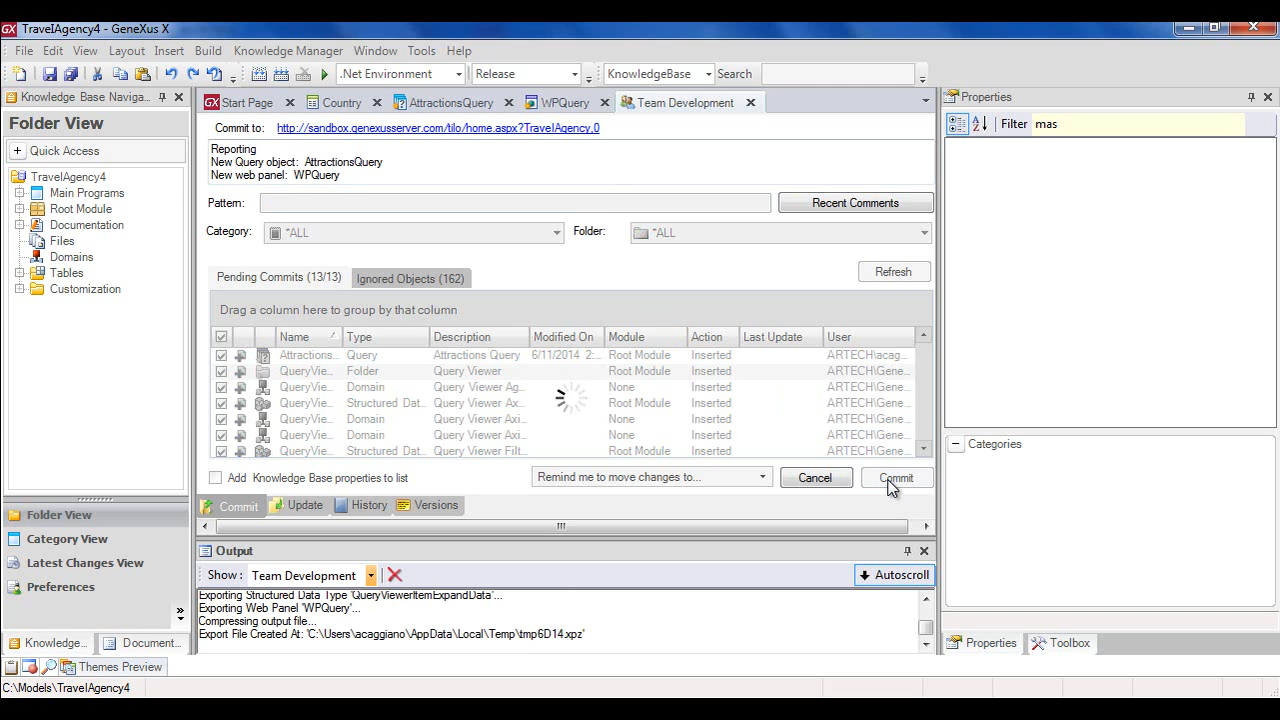 TravelAgency4 - GeneXus X
File Edit View Layout Insert Build Knowledge Manager Window Tools Help
.Net Environment Release KnowledgeBase Search
Knowledge Base Naviga...
Start Page Country AttractionsQuery WPQuery Team Development
Properties
Folder View
Filter mas
Quick Access
TravelAgency4
Main Programs
Root Module
Documentation
Files
Domains
Tables
Customization
Commit to: http://sandbox.genexusserver.com/tilo/home.aspx?TravelAgency,0
Reporting
New Query object: AttractionsQuery
New web panel: WPQuery
Pattern: Recent Comments
Category: *ALL Folder: *ALL
Pending Commits (13/13) Ignored Objects (162) Refresh
Drag a column here to group by that column
Name Type Description Modified On Module Action Last Update User
Attractions... Query Attractions Query 6/11/2014 2:... Root Module Inserted ARTECH\acag...
QueryVie... Folder Query Viewer Root Module Inserted ARTECH\Gene...
QueryVie... Domain Query Viewer Ag... None Inserted ARTECH\Gene...
QueryVie... Structured Dat... Query Viewer Ax... Root Module Inserted ARTECH\Gene...
QueryVie... Domain Query Viewer Axi... None Inserted ARTECH\Gene...
QueryVie... Domain Query Viewer Axi... None Inserted ARTECH\Gene...
QueryVie... Structured Dat... Query Viewer Filt... Root Module Inserted ARTECH\Gene...
Add Knowledge Base properties to list Remind me to move changes to... Cancel Commit
Commit Update History Versions
Categories
Folder View
Category View
Latest Changes View
Preferences
Output
Show: Team Development Autoscroll
Exporting Structured Data Type 'QueryViewerItemExpandData'...
Exporting Web Panel 'WPQuery'...
Compressing output file...
Export File Created At: 'C:\Users\acaggiano\AppData\Local\Temp\tmp6D14.xpz'
Knowledge... Document...
Properties Toolbox
Themes Preview
C:\Models\TravelAgency4